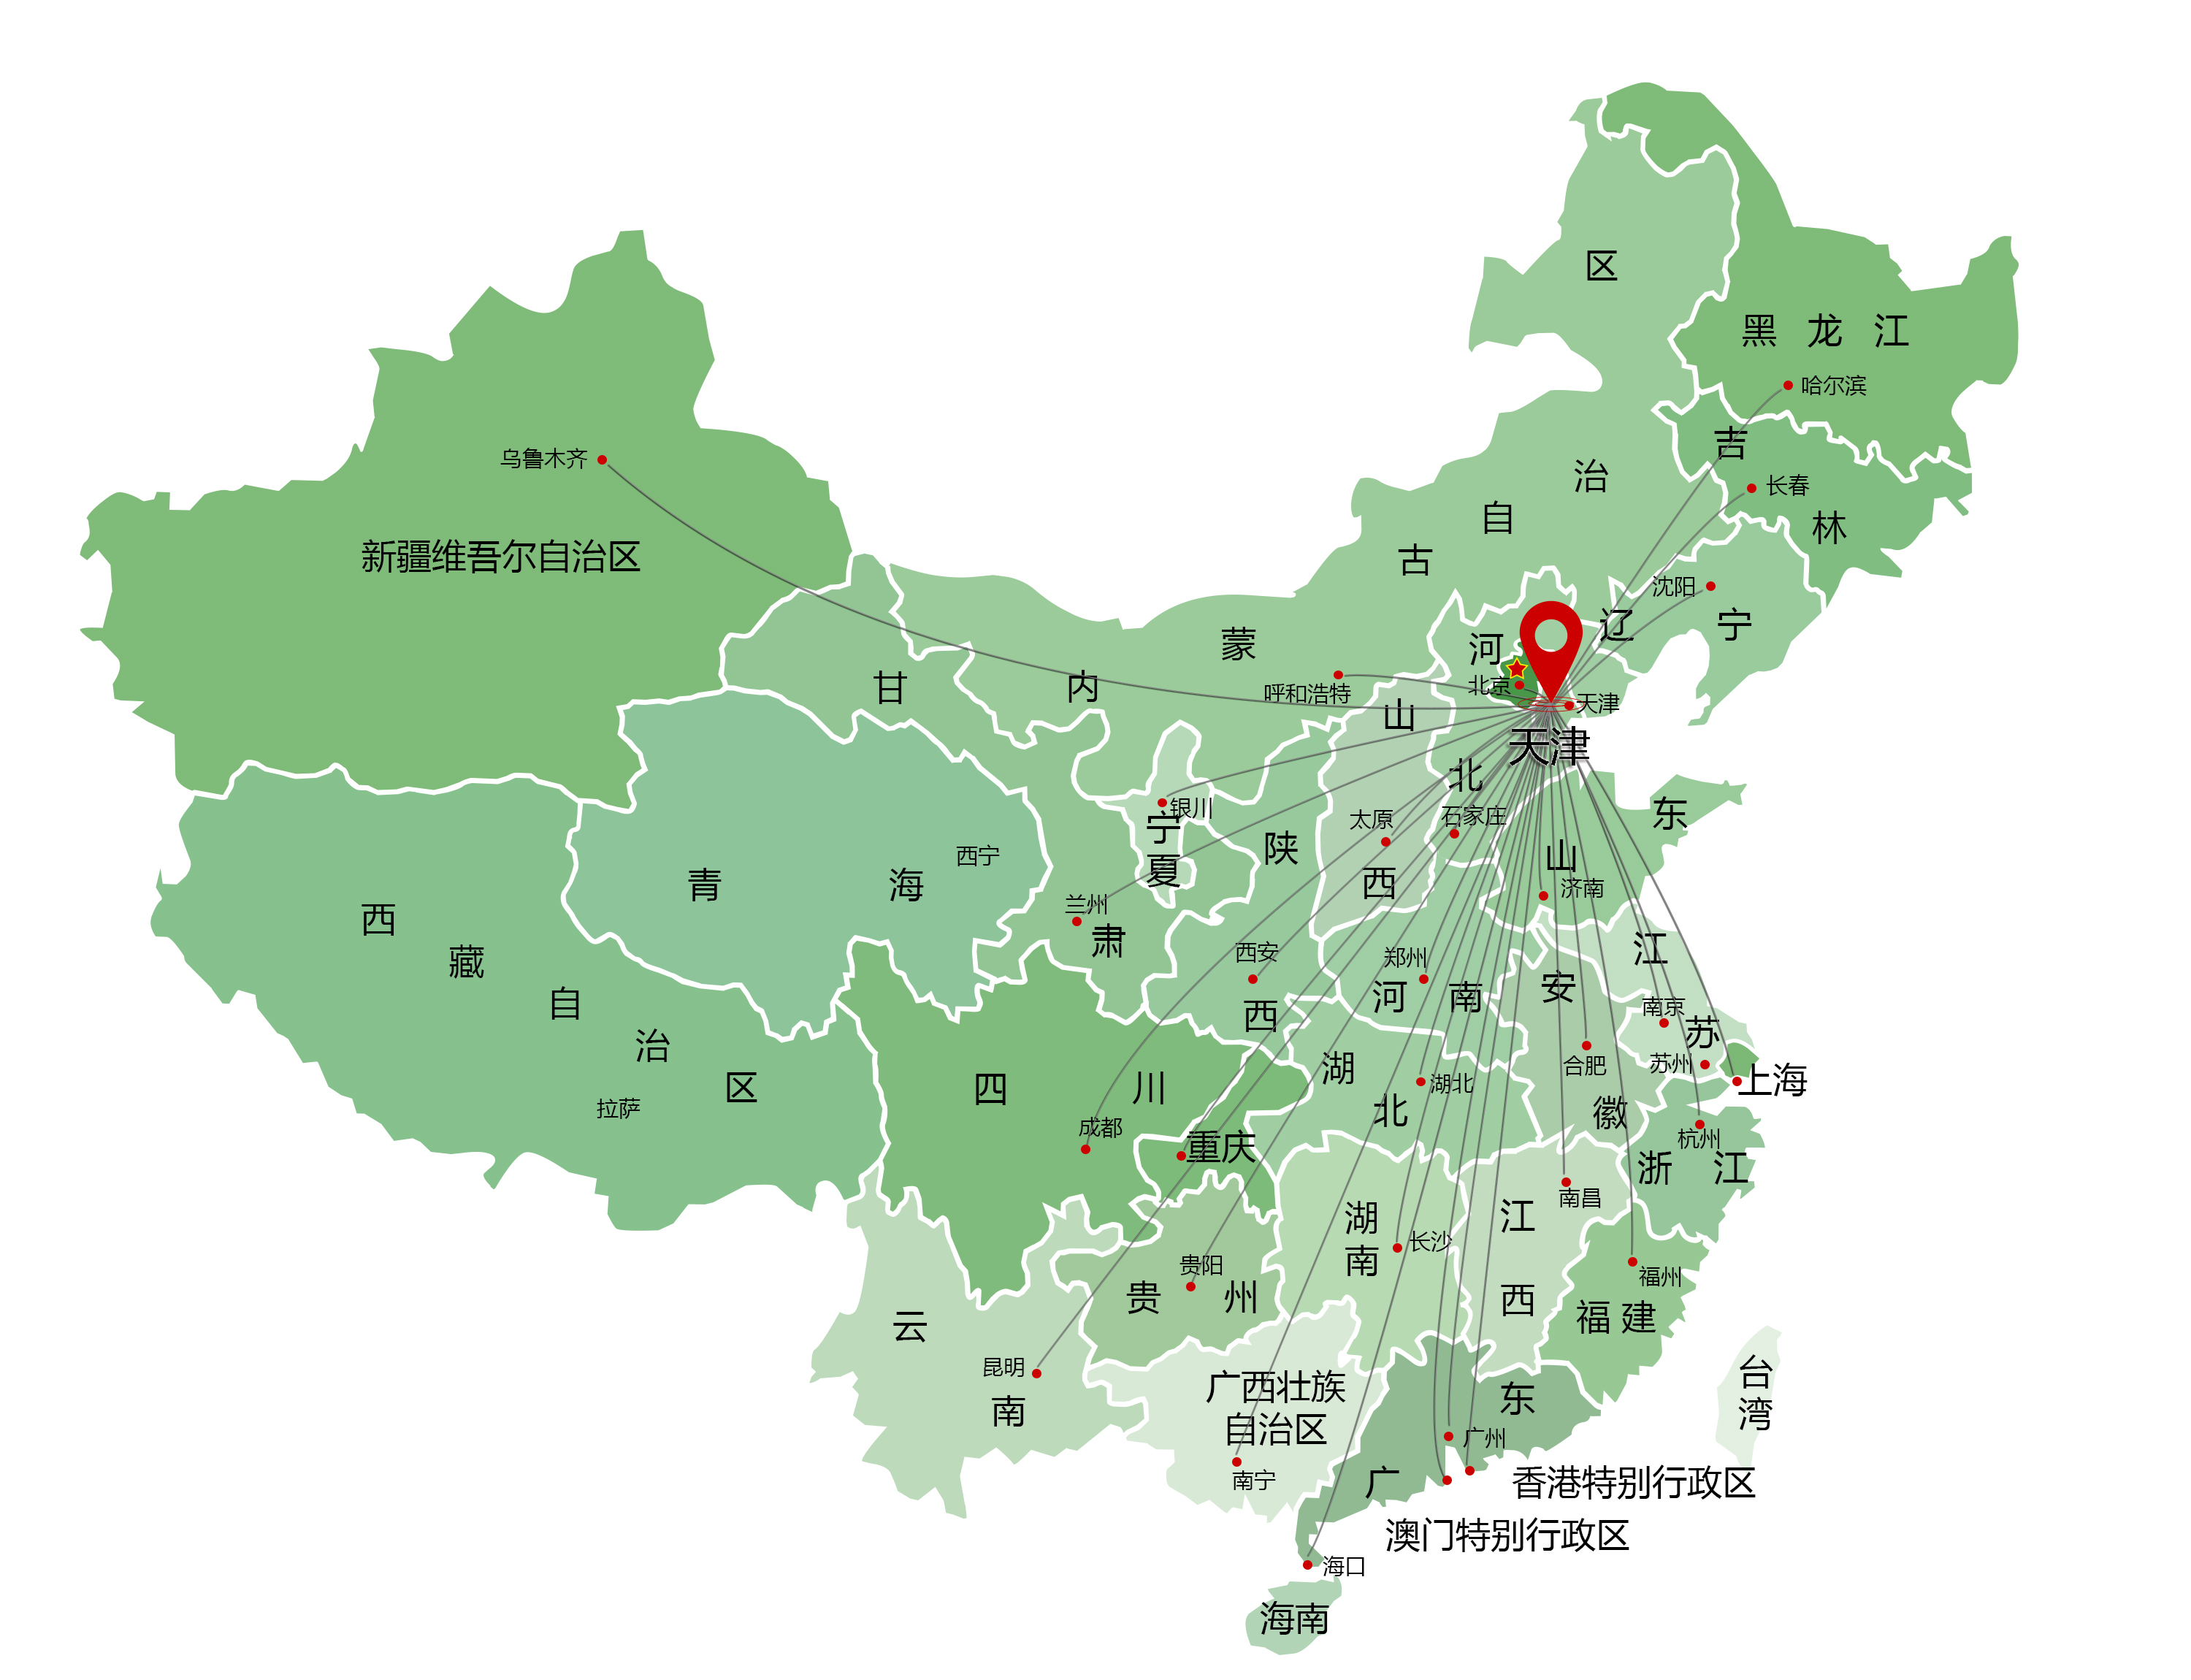 区
黑龙江
哈尔滨
吉
林
长春
乌鲁木齐
新疆维吾尔自治区
治
自
古
蒙
内
沈阳
辽
宁
河
北
北京
天津
天津
呼和浩特
甘
肃
山
西
太原
石家庄
银川
宁
夏
陕
西
山
东
济南
青
海
西宁
兰州
西
藏
自
治
区
拉萨
西安
郑州
河南
安
徽
合肥
江
苏
南京
苏州
上海
四川
成都
重庆
湖
北
湖北
杭州
浙江
南昌
江
西
湖
南
长沙
贵阳
贵州
福州
福建
云
南
昆明
广西壮族
自治区
南宁
台
湾
东
广
广州
香港特别行政区
澳门特别行政区
海口
海南